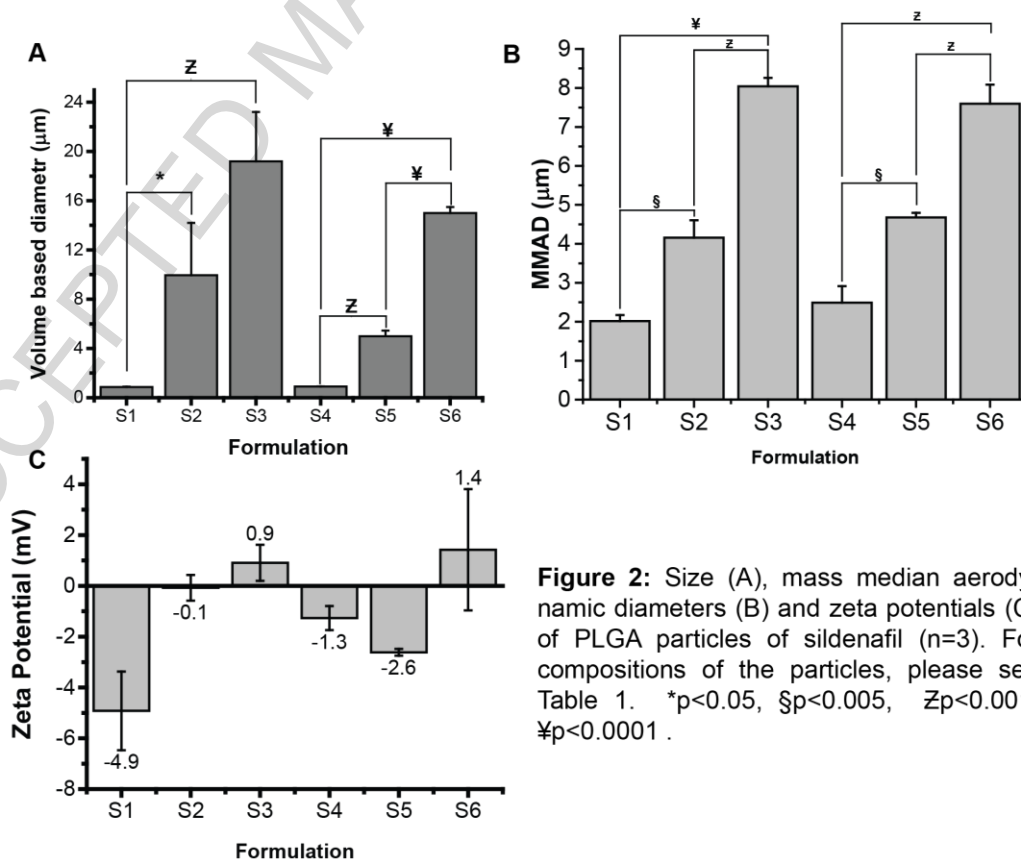 CCEPTED MA
A
Volume based diametr (μm)
24
20
16
12
8
4
0
Ƶ
*
¥
¥
Ƶ
S1 S2 S3 S4 S5 S6
Formulation
B
MMAD (μm)
9
8
7
6
5
4
3
2
1
0
¥
Ƶ
§
Ƶ
Ƶ
§
S1 S2 S3 S4 S5 S6
Formulation
C
Zeta Potential (mV)
4
2
0
-2
-4
-6
-8
-4.9
-0.1
0.9
-1.3
-2.6
1.4
S1 S2 S3 S4 S5 S6
Formulation
Figure 2: Size (A), mass median aerody
namic diameters (B) and zeta potentials (C
of PLGA particles of sildenafil (n=3). Fo
compositions of the particles, please se
Table 1. *p<0.05, §p<0.005, Ƶp<0.00
¥p<0.0001 .